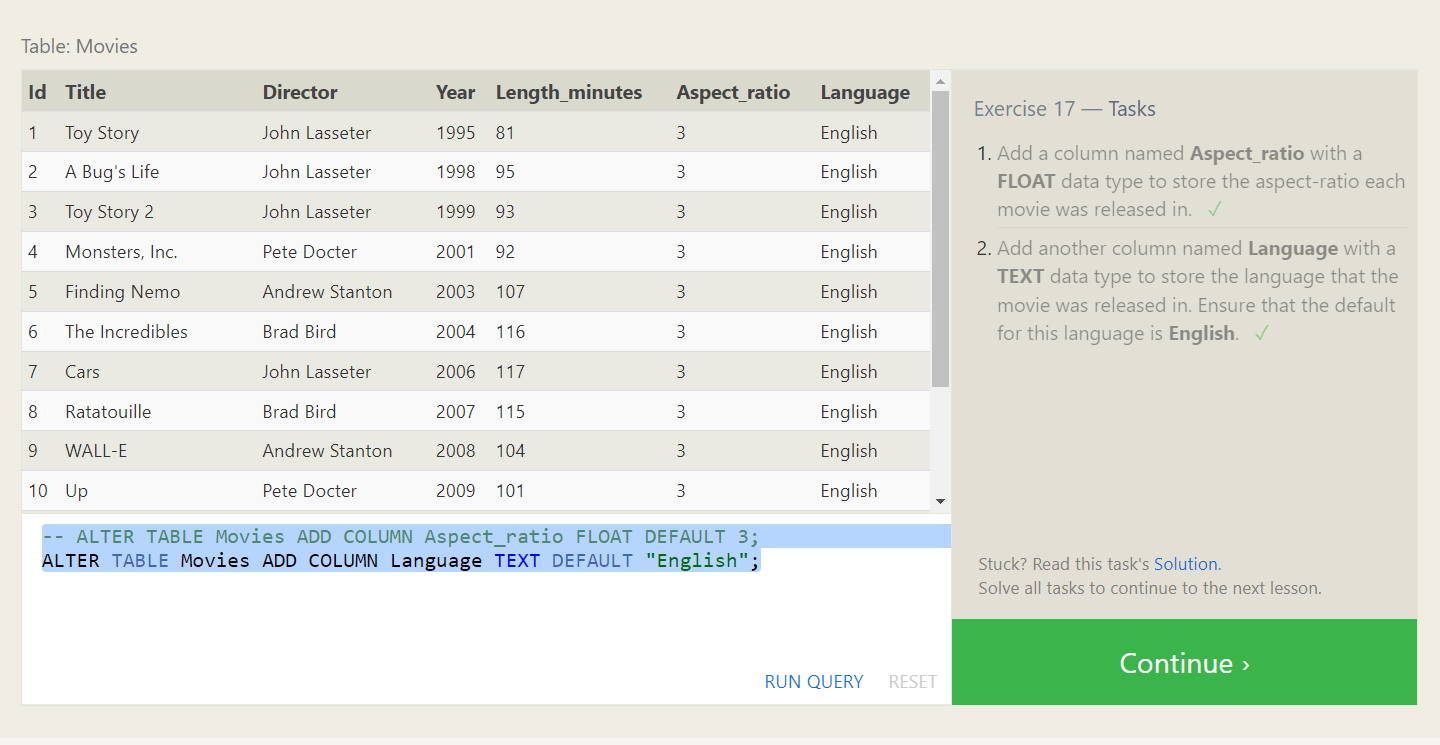 Table: Movies
Id Title Director Year Length_minutes Aspect_ratio Language
1 Toy Story John Lasseter 1995 81 3 English
2 A Bug's Life John Lasseter 1998 95 3 English
3 Toy Story 2 John Lasseter 1999 93 3 English
4 Monsters, Inc. Pete Docter 2001 92 3 English
5 Finding Nemo Andrew Stanton 2003 107 3 English
6 The Incredibles Brad Bird 2004 116 3 English
7 Cars John Lasseter 2006 117 3 English
8 Ratatouille Brad Bird 2007 115 3 English
9 WALL-E Andrew Stanton 2008 104 3 English
10 Up Pete Docter 2009 101 3 English
-- ALTER TABLE Movies ADD COLUMN Aspect_ratio FLOAT DEFAULT 3;
ALTER TABLE Movies ADD COLUMN Language TEXT DEFAULT "English";
RUN QUERY RESET
Exercise 17 — Tasks
1. Add a column named Aspect_ratio with a
FLOAT data type to store the aspect-ratio each
movie was released in. ✓
2. Add another column named Language with a
TEXT data type to store the language that the
movie was released in. Ensure that the default
for this language is English. ✓
Stuck? Read this task's Solution.
Solve all tasks to continue to the next lesson.
Continue ›